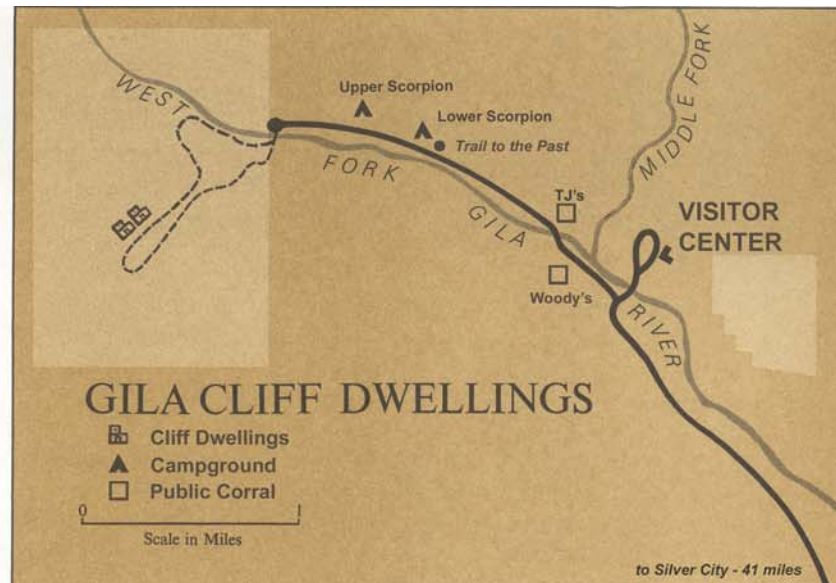 WEST
Upper Scorpion
Lower Scorpion
Trail to the Past
FORK
MIDDLE FORK
TJ's
GILA
VISITOR
CENTER
Woody's
RIVER
GILA CLIFF DWELLINGS
Cliff Dwellings
Campground
Public Corral
0 1
Scale in Miles
to Silver City - 41 miles